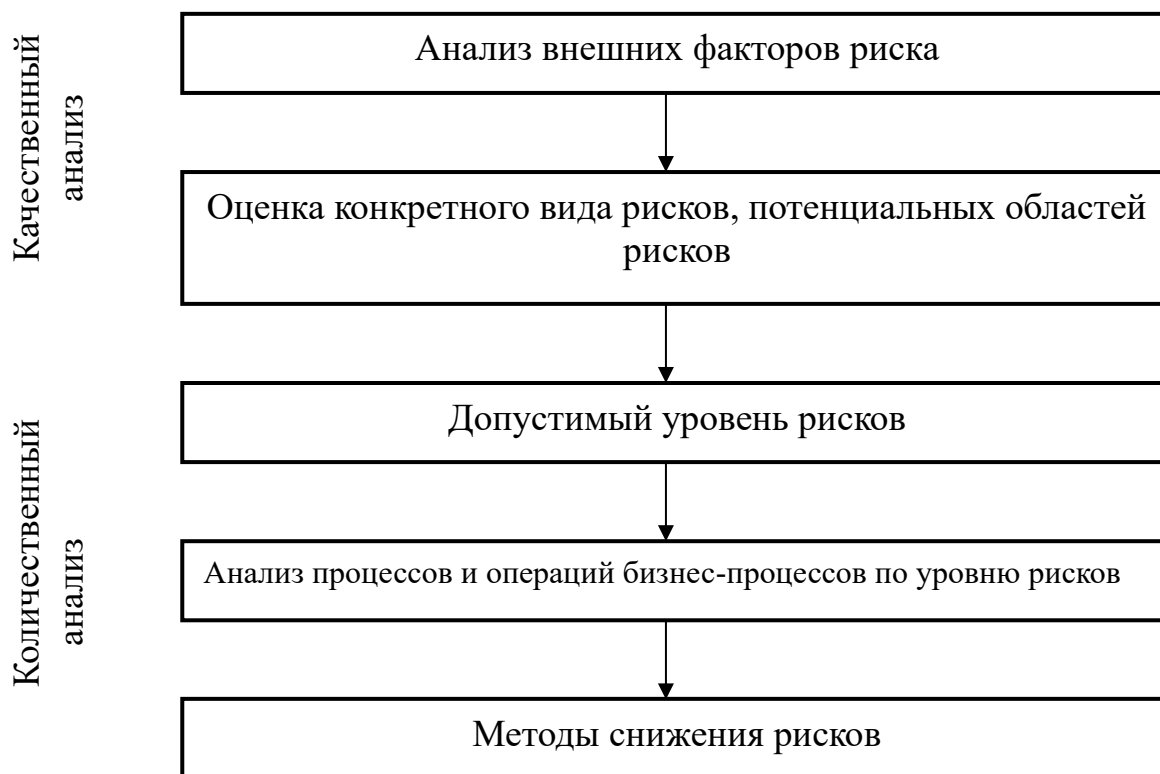 Качественный
анализ
Анализ внешних факторов риска
Оценка конкретного вида рисков, потенциальных областей
рисков
Количественный
анализ
Допустимый уровень рисков
Анализ процессов и операций бизнес-процессов по уровню рисков
Методы снижения рисков